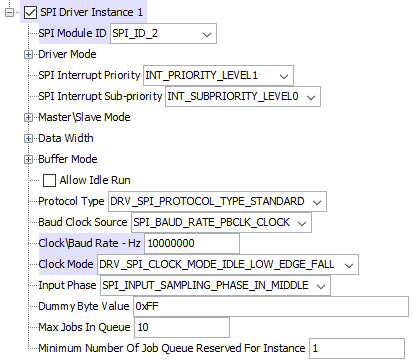 SPI Driver Instance 1
SPI Module ID SPI_ID_2
Driver Mode
SPI Interrupt Priority INT_PRIORITY_LEVEL1
SPI Interrupt Sub-priority INT_SUBPRIORITY_LEVEL0
Master\Slave Mode
Data Width
Buffer Mode
Allow Idle Run
Protocol Type DRV_SPI_PROTOCOL_TYPE_STANDARD
Baud Clock Source SPI_BAUD_RATE_PBCLK_CLOCK
Clock\Baud Rate - Hz 10000000
Clock Mode DRV_SPI_CLOCK_MODE_IDLE_LOW_EDGE_FALL
Input Phase SPI_INPUT_SAMPLING_PHASE_IN_MIDDLE
Dummy Byte Value 0xFF
Max Jobs In Queue 10
Minimum Number Of Job Queue Reserved For Instance 1